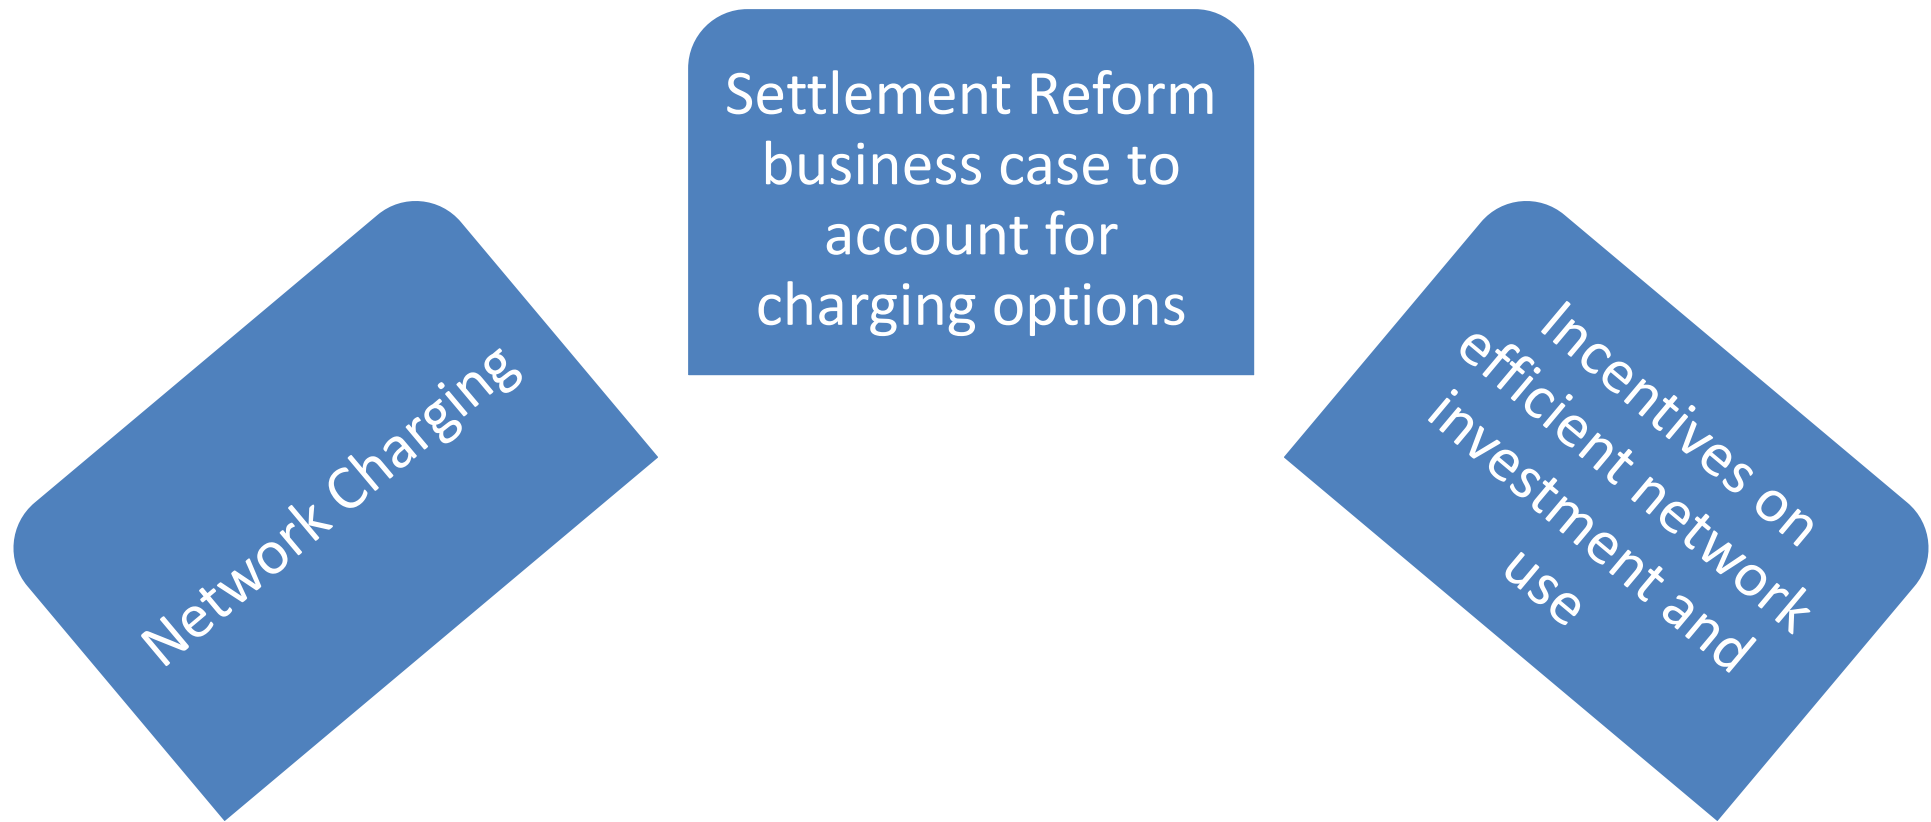 Network Charging
Settlement Reform
business case to
account for
charging options
Incentives on
efficient network
investment and
use